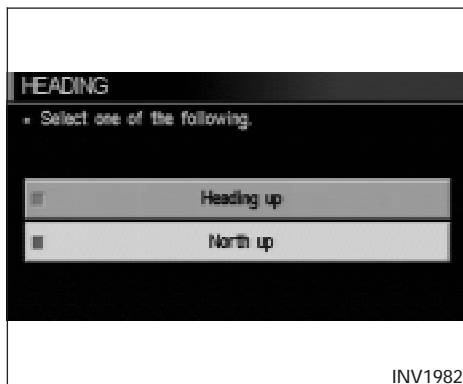 HEADING
▪ Select one of the following.
Heading up
North up
INV1982